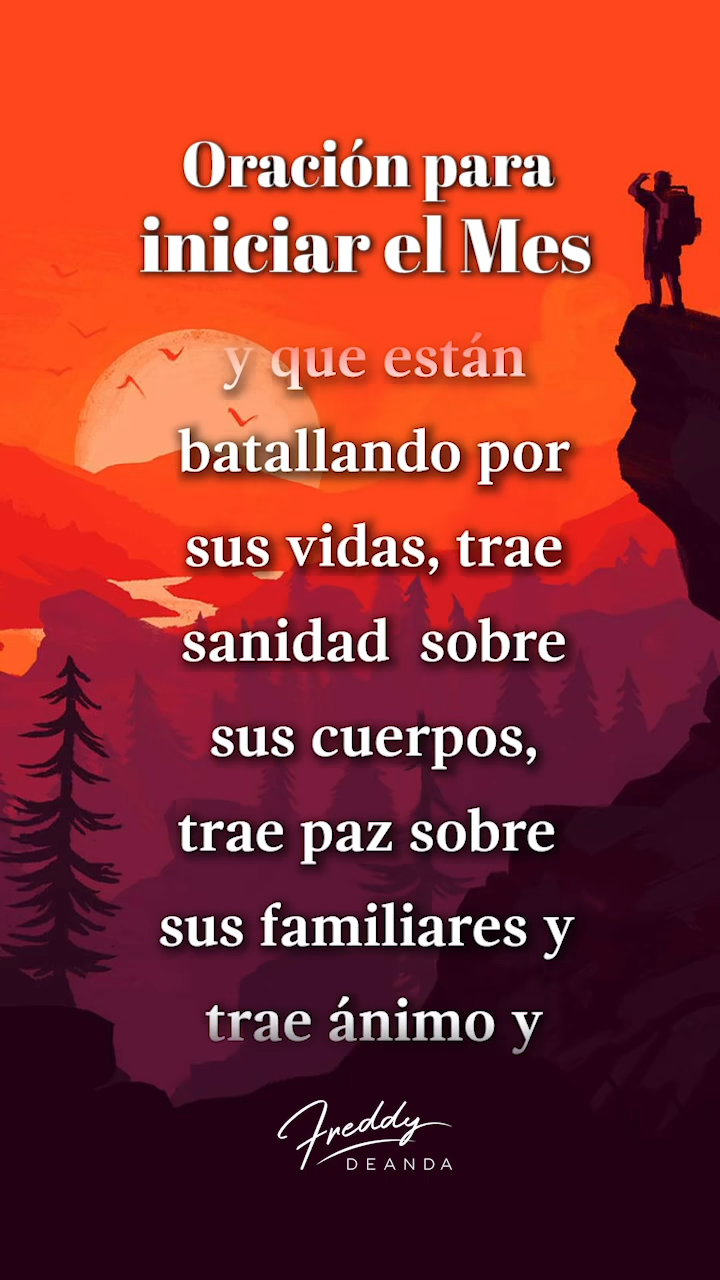 Oración para
iniciar el Mes
y que están
batallando por
sus vidas, trae
sanidad  sobre
sus cuerpos,
trae paz sobre
sus familiares y
trae ánimo y
Freddy
DEANDA